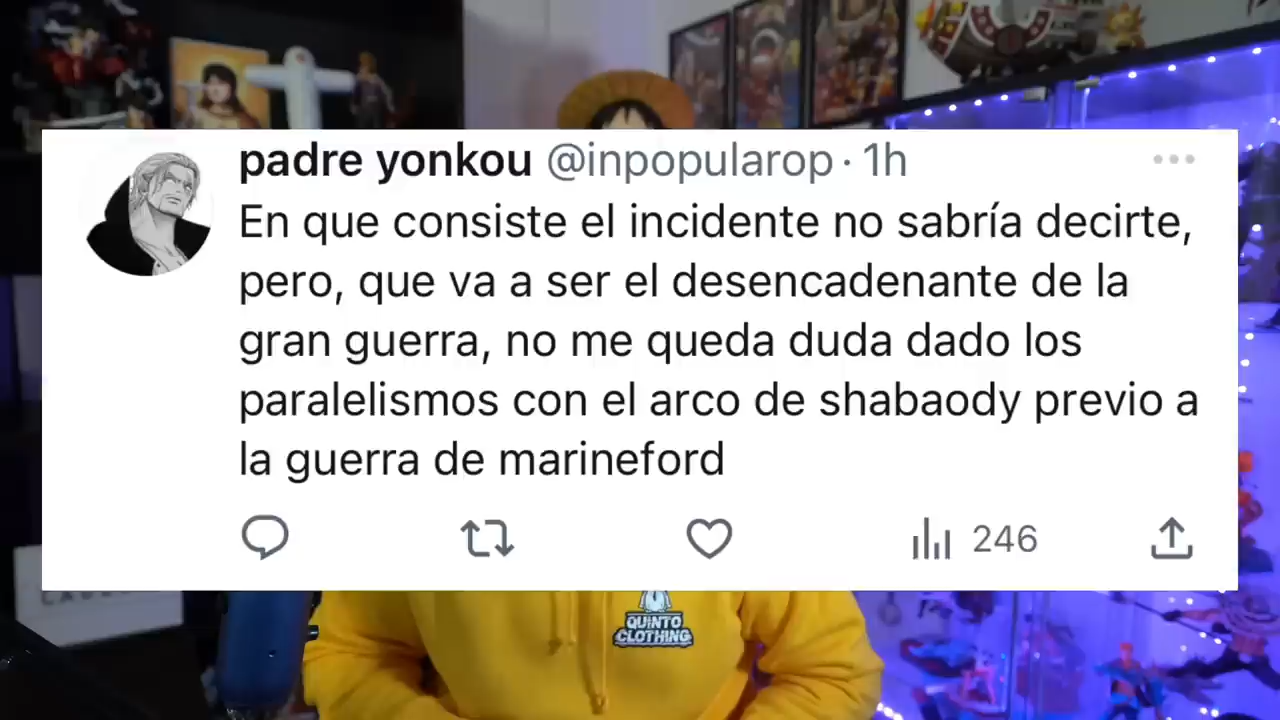 padre yonkou @inpopularop · 1h
En que consiste el incidente no sabría decirte,
pero, que va a ser el desencadenante de la
gran guerra, no me queda duda dado los
paralelismos con el arco de shabaody previo a
la guerra de marineford
246
QUINTO
CLOTHING